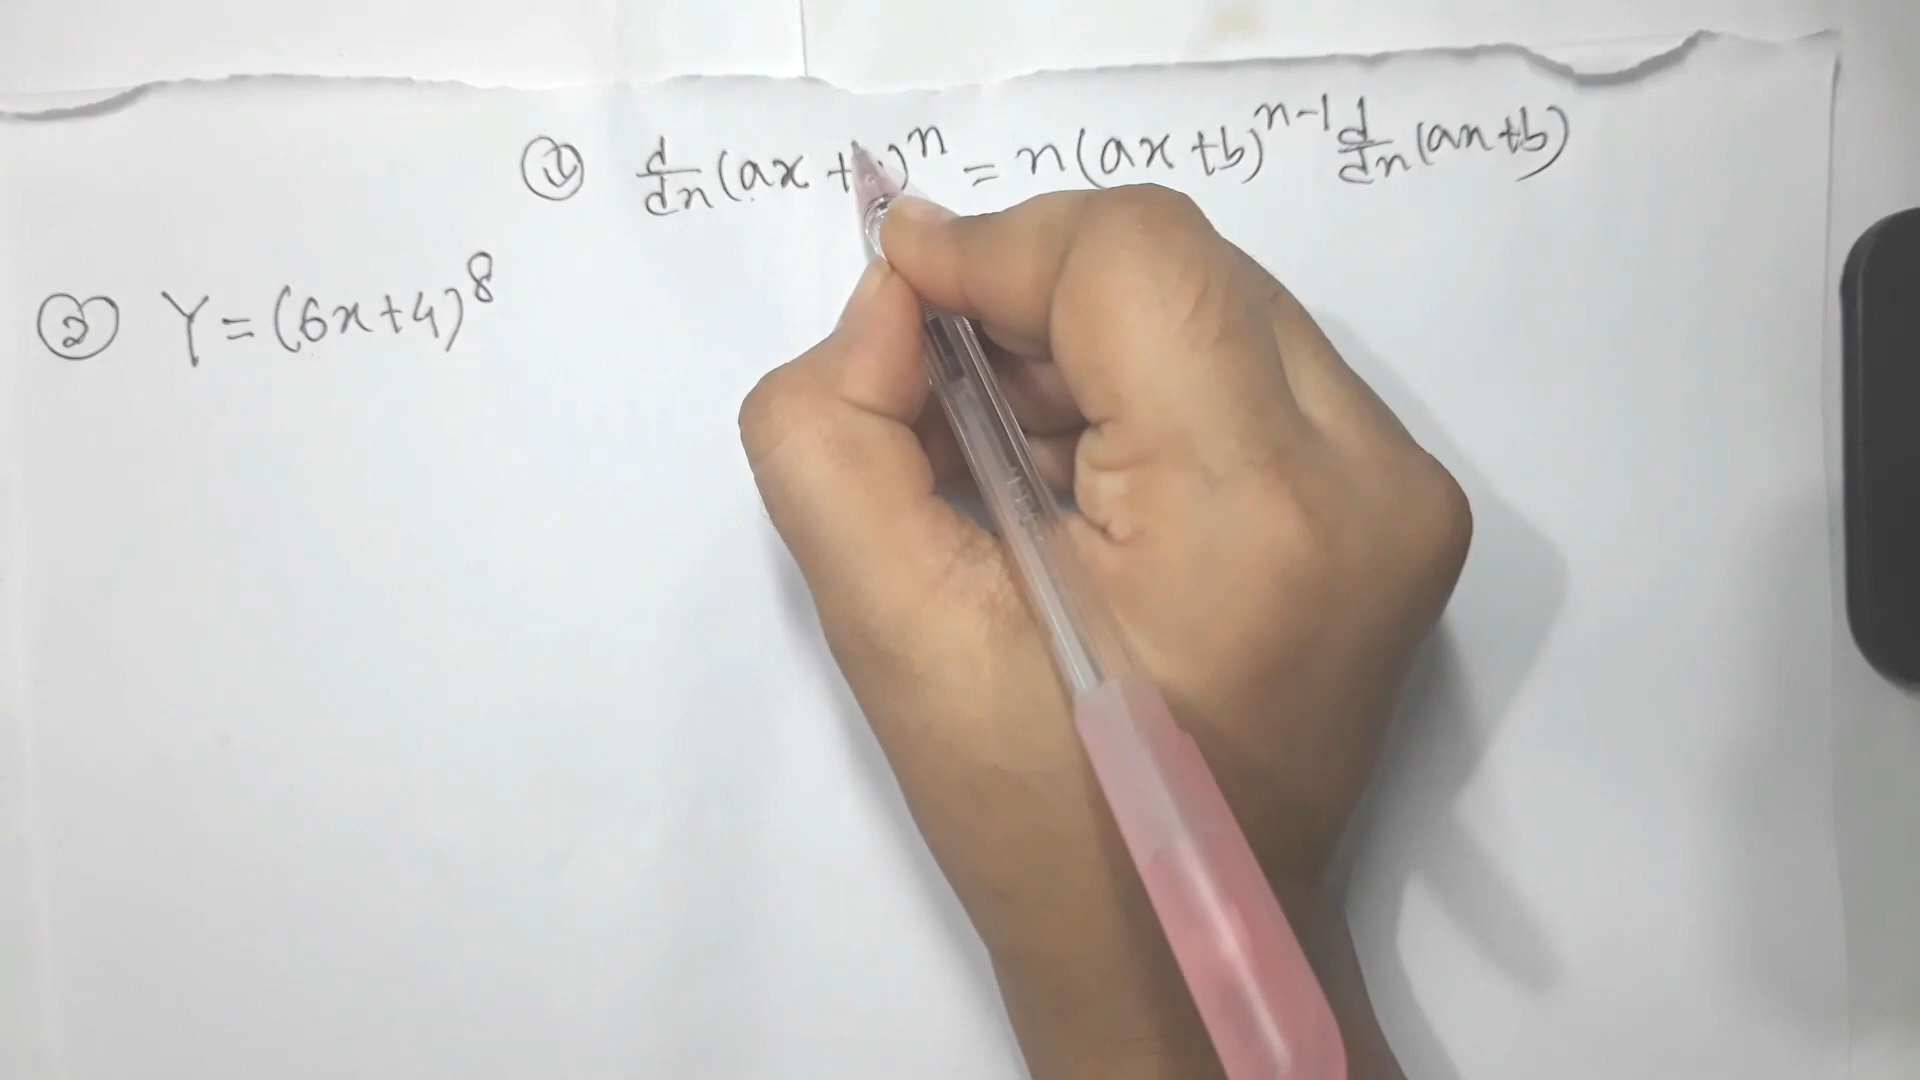 ① d/dx (ax + )ⁿ = n(ax+b)ⁿ⁻¹ d/dx (ax+b)
② Y=(6x+4)⁸